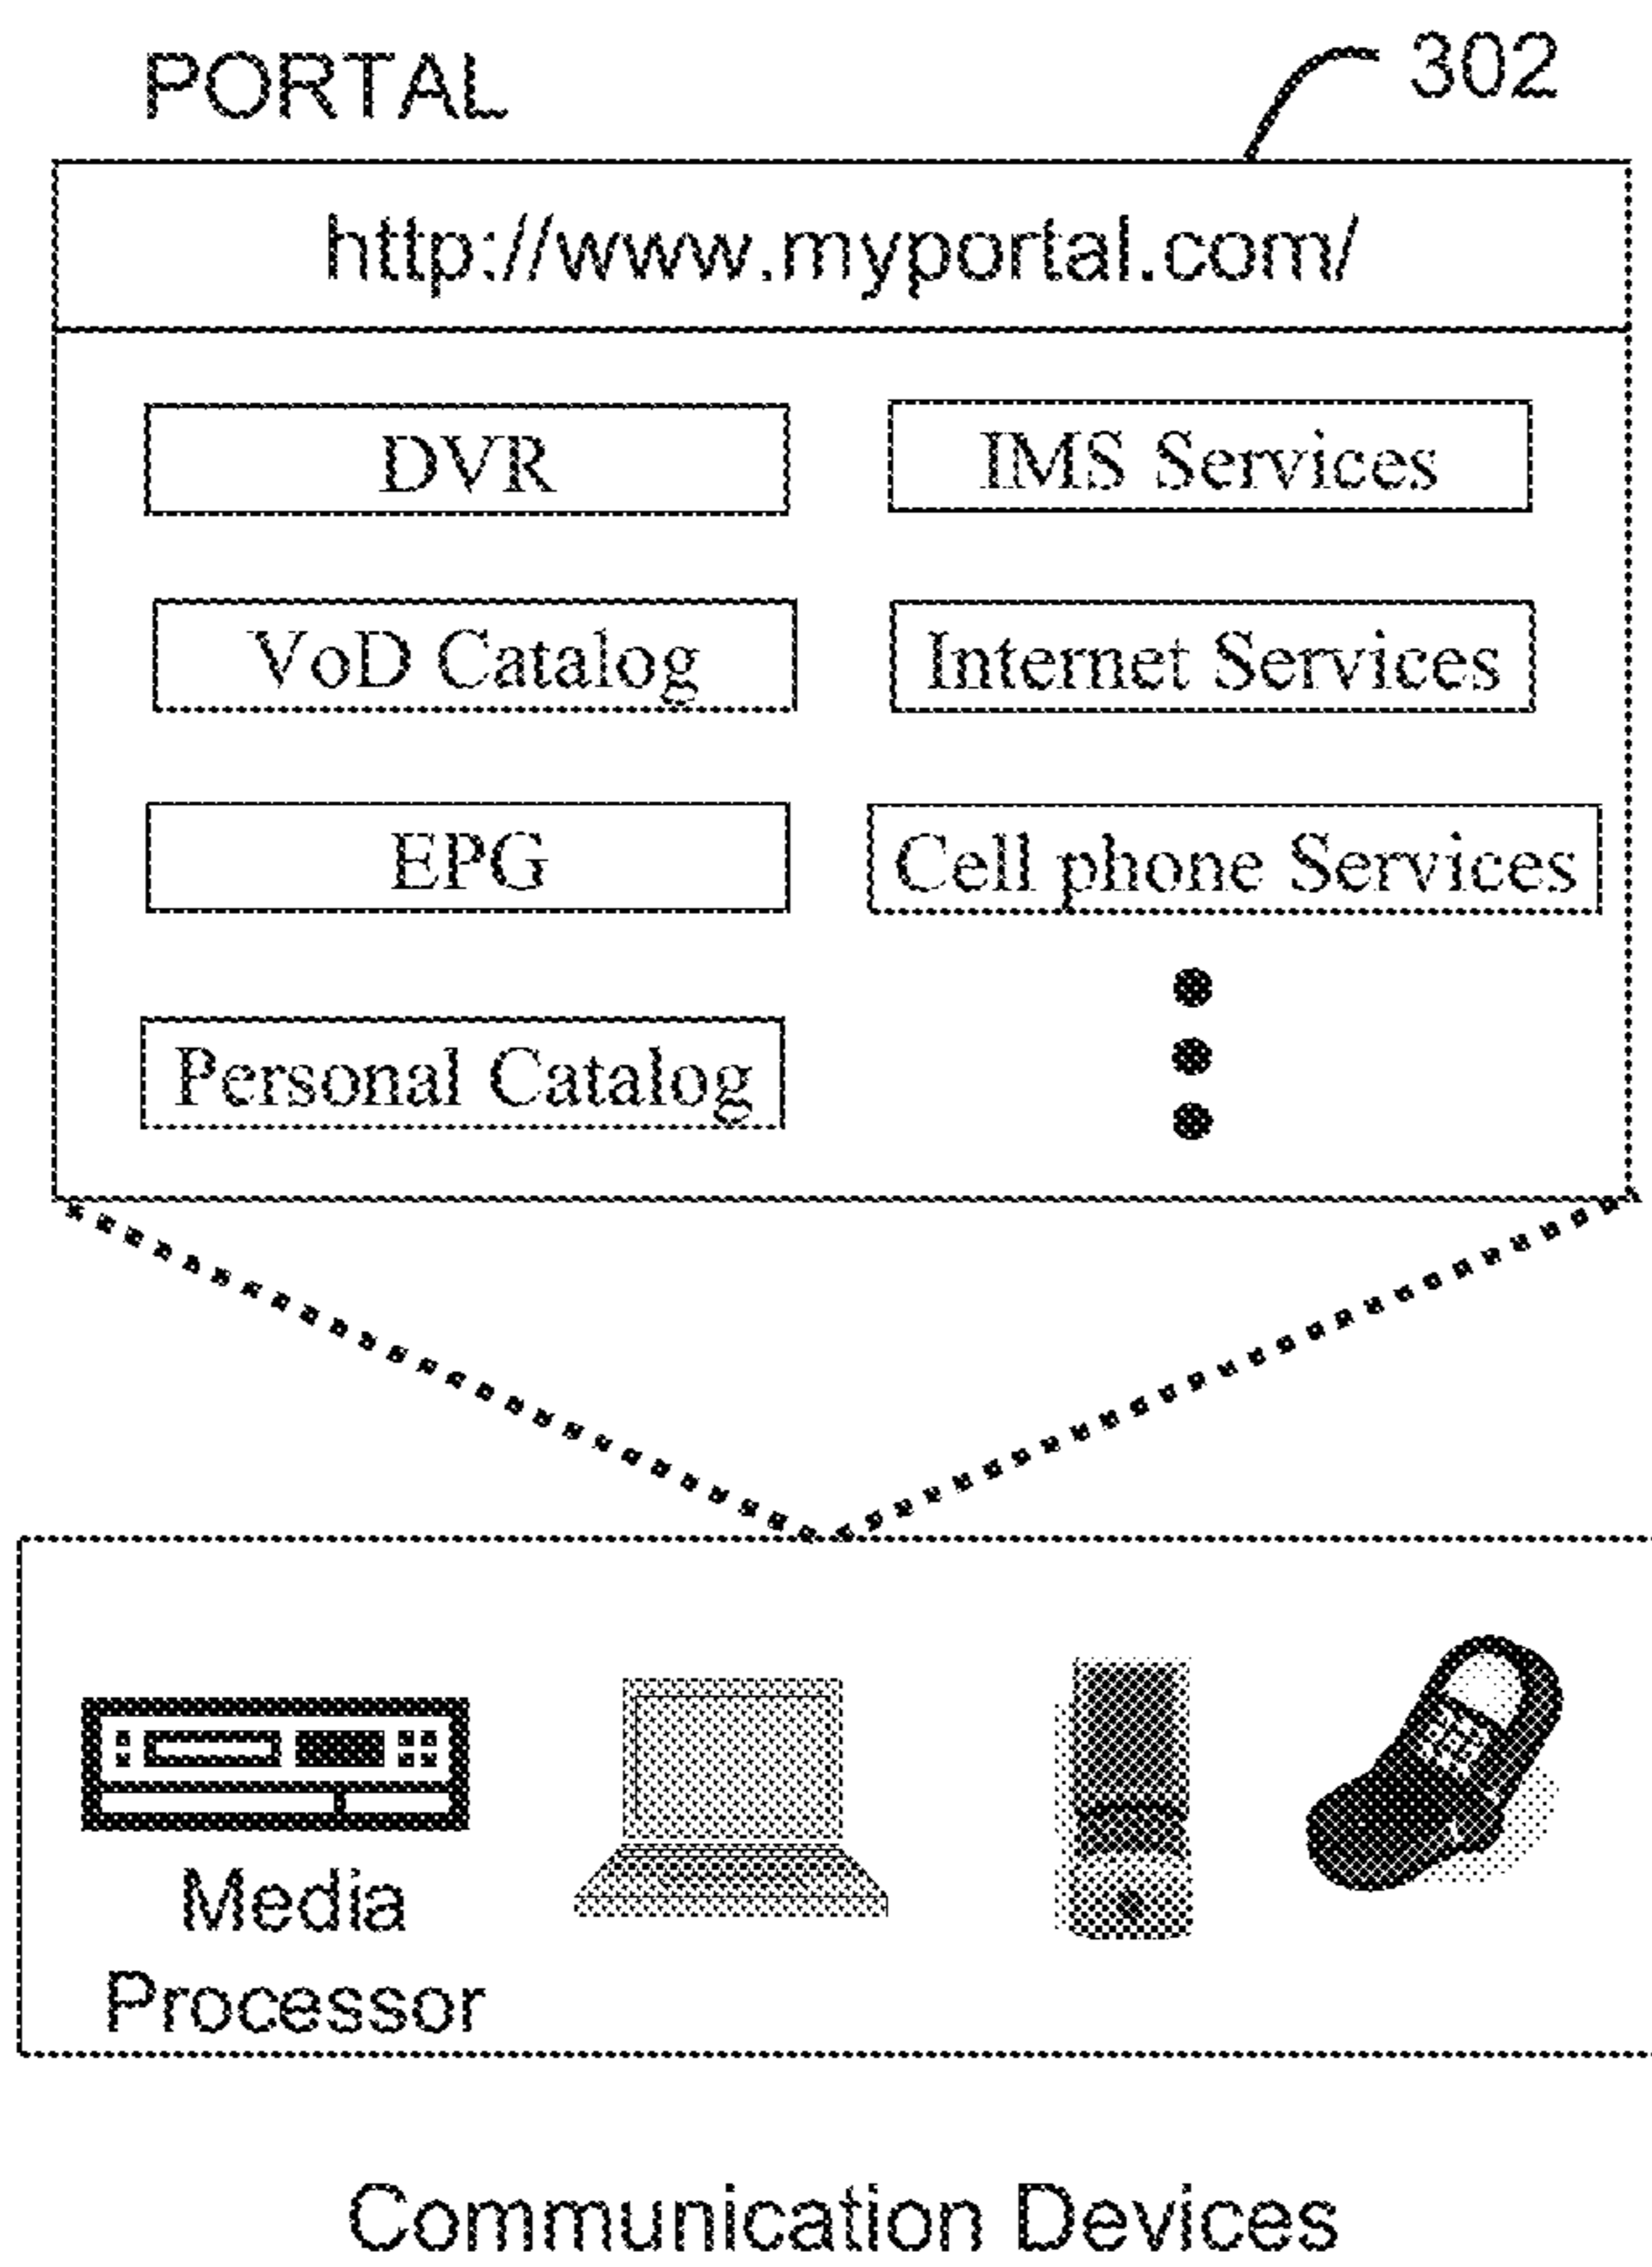 PORTAL
302
http://www.myportal.com/
DVR
IMS Services
VoD Catalog
Internet Services
EPG
Cell phone Services
Personal Catalog
Media
Processor
Communication Devices